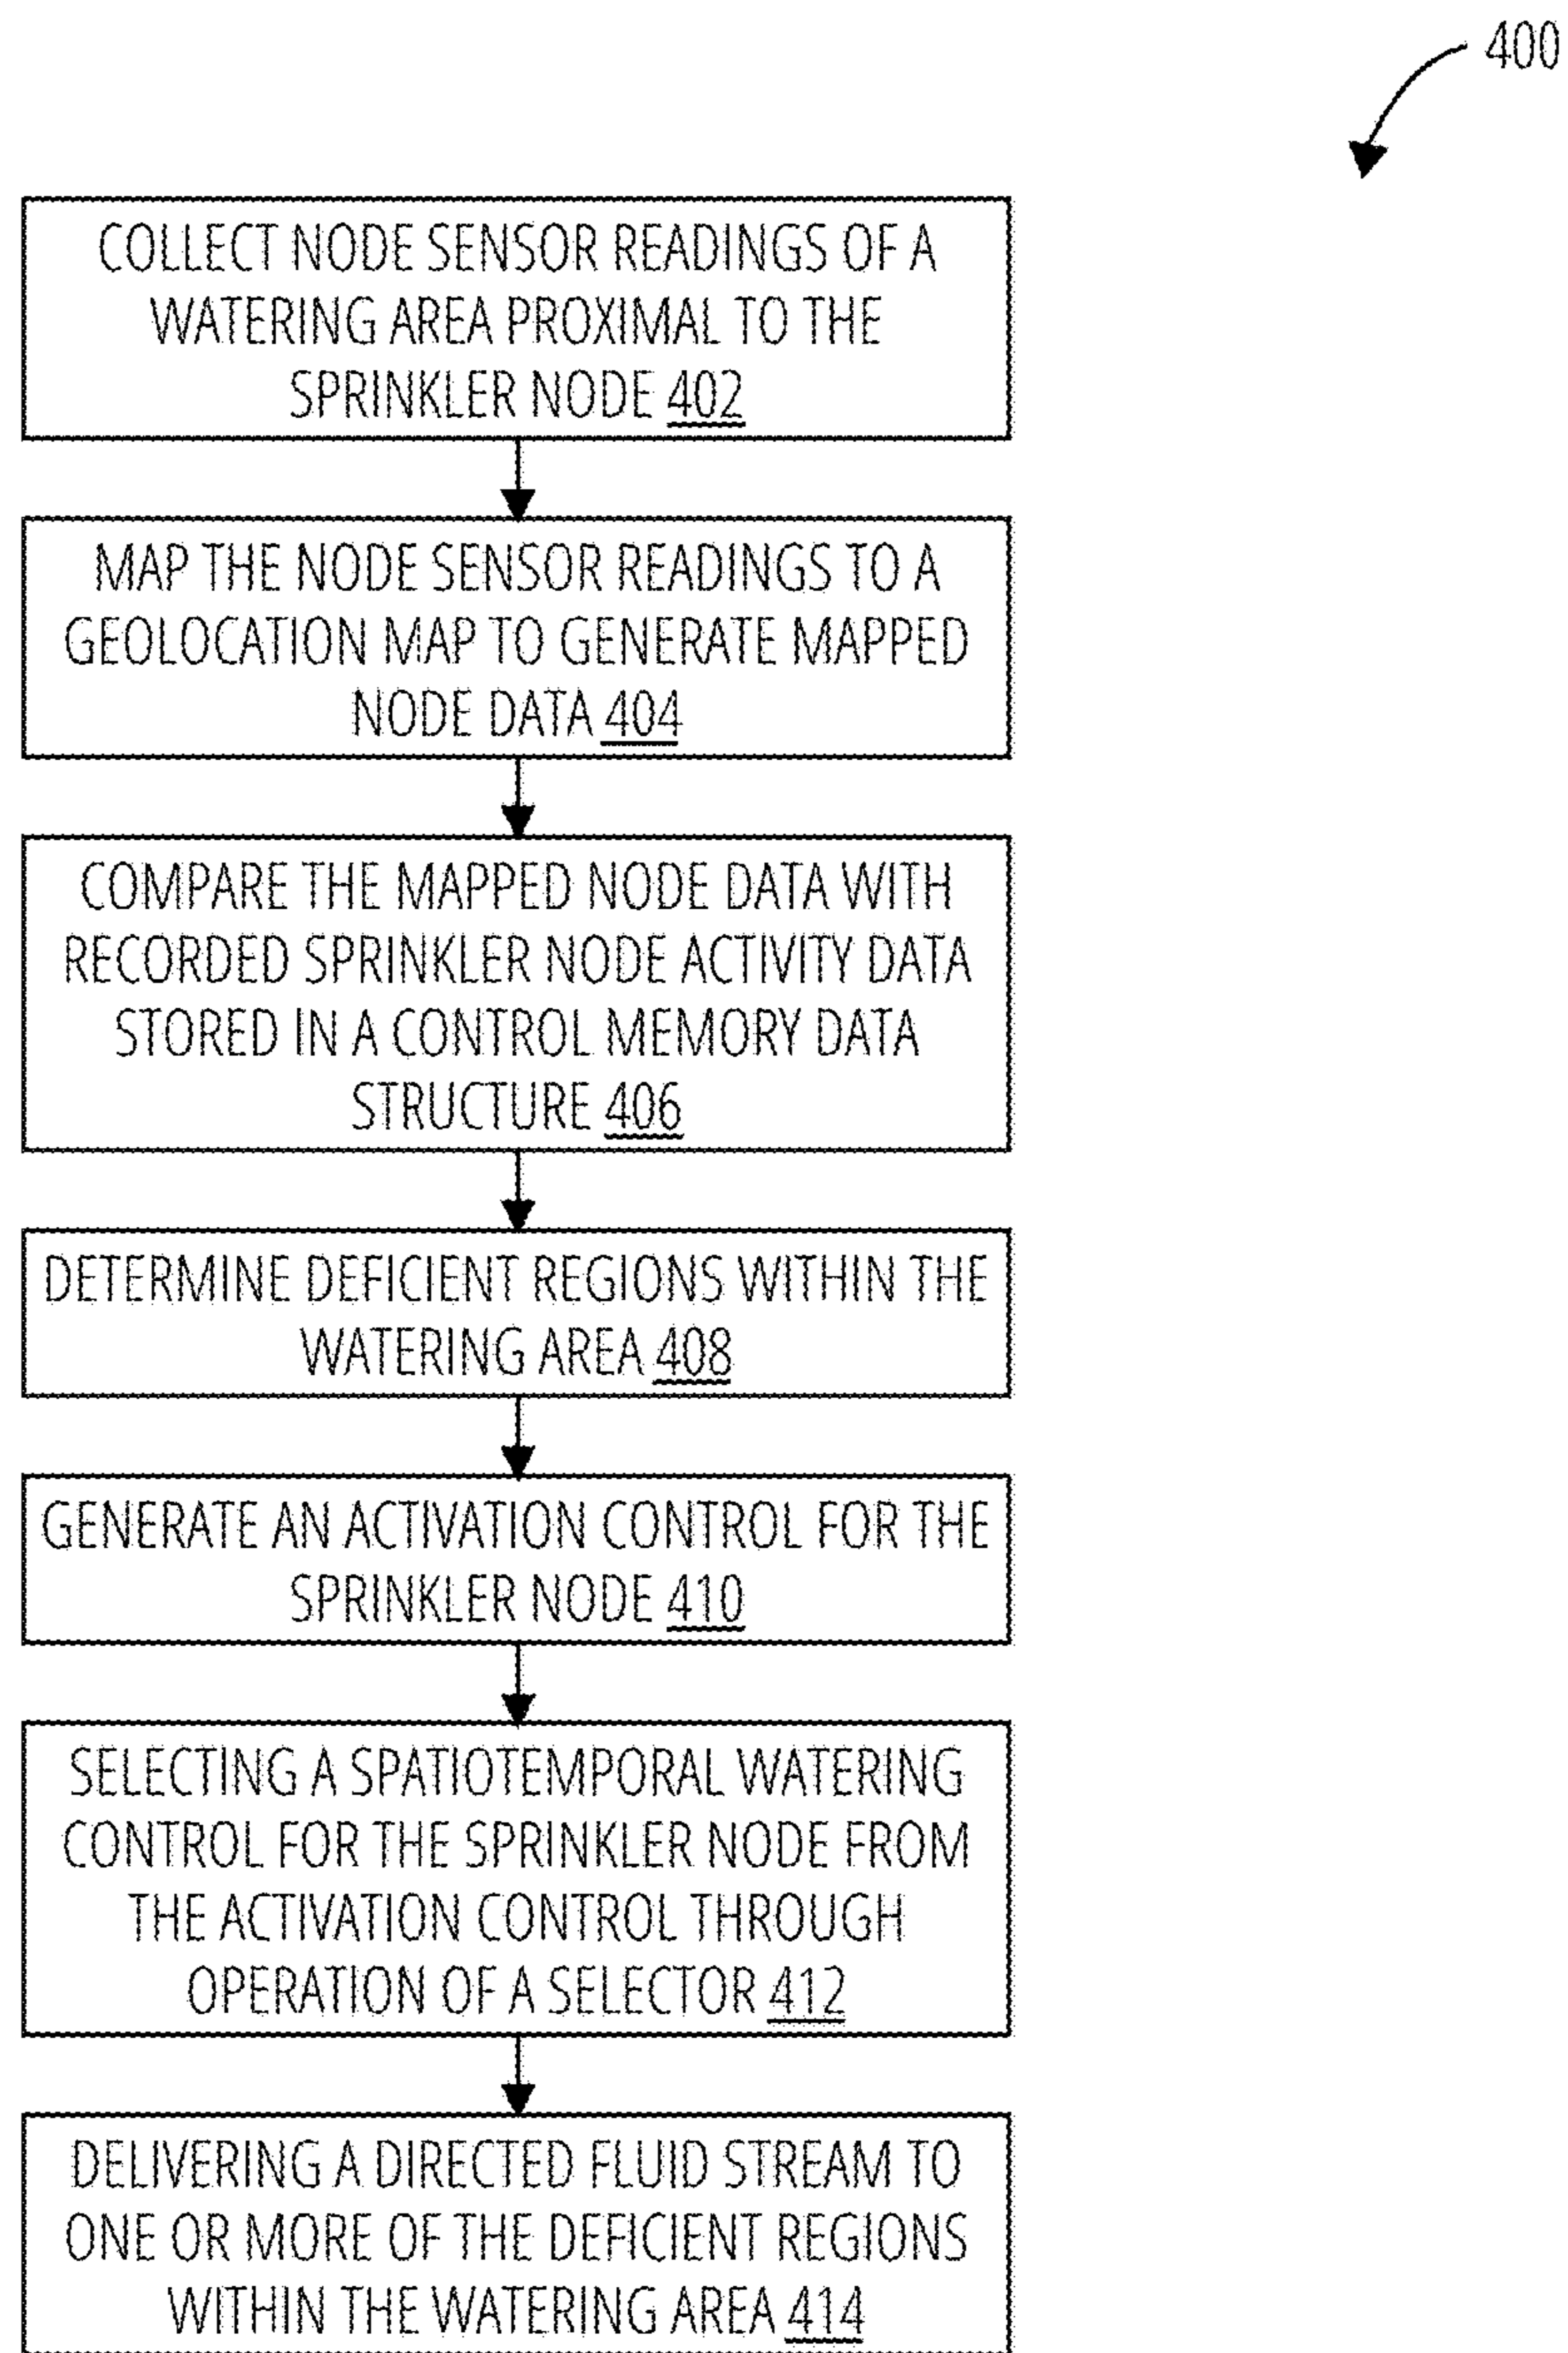 400
COLLECT NODE SENSOR READINGS OF A
WATERING AREA PROXIMAL TO THE
SPRINKLER NODE 402
MAP THE NODE SENSOR READINGS TO A
GEOLOCATION MAP TO GENERATE MAPPED
NODE DATA 404
COMPARE THE MAPPED NODE DATA WITH
RECORDED SPRINKLER NODE ACTIVITY DATA
STORED IN A CONTROL MEMORY DATA
STRUCTURE 406
DETERMINE DEFICIENT REGIONS WITHIN THE
WATERING AREA 408
GENERATE AN ACTIVATION CONTROL FOR THE
SPRINKLER NODE 410
SELECTING A SPATIOTEMPORAL WATERING
CONTROL FOR THE SPRINKLER NODE FROM
THE ACTIVATION CONTROL THROUGH
OPERATION OF A SELECTOR 412
DELIVERING A DIRECTED FLUID STREAM TO
ONE OR MORE OF THE DEFICIENT REGIONS
WITHIN THE WATERING AREA 414